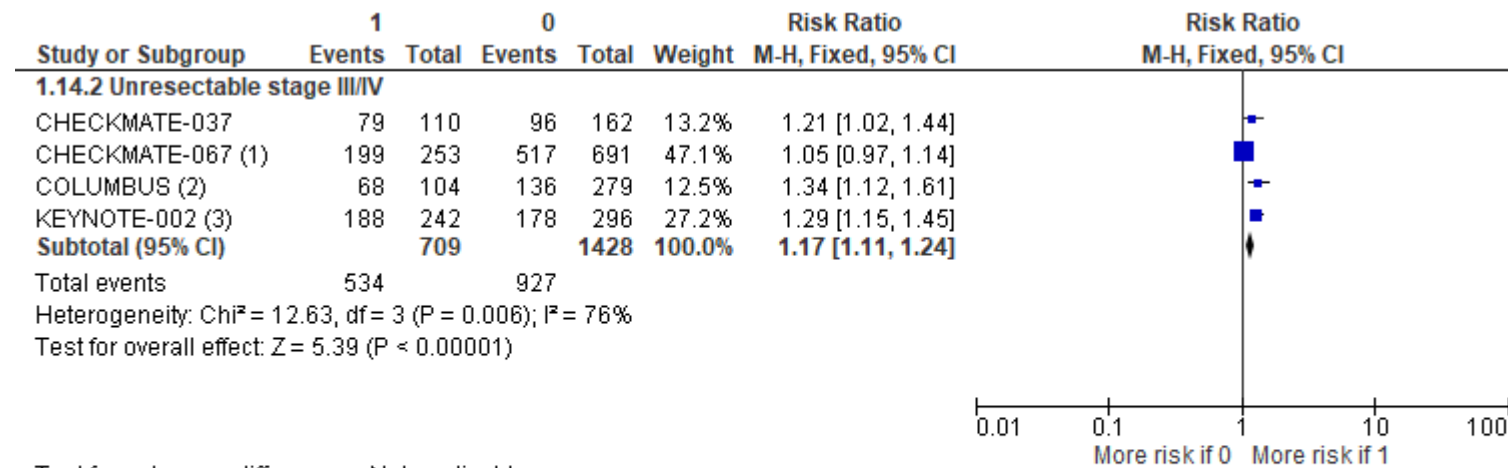 1 0 Risk Ratio Risk Ratio
Study or Subgroup Events Total Events Total Weight M-H, Fixed, 95% CI M-H, Fixed, 95% CI
1.14.2 Unresectable stage III/IV
CHECKMATE-037 79 110 96 162 13.2% 1.21 [1.02, 1.44]
CHECKMATE-067 (1) 199 253 517 691 47.1% 1.05 [0.97, 1.14]
COLUMBUS (2) 68 104 136 279 12.5% 1.34 [1.12, 1.61]
KEYNOTE-002 (3) 188 242 178 296 27.2% 1.29 [1.15, 1.45]
Subtotal (95% CI) 709 1428 100.0% 1.17 [1.11, 1.24]
Total events 534 927
Heterogeneity: Chi² = 12.63, df = 3 (P = 0.006); I² = 76%
Test for overall effect: Z = 5.39 (P < 0.00001)
0.01 0.1 1 10 100
More risk if 0 More risk if 1